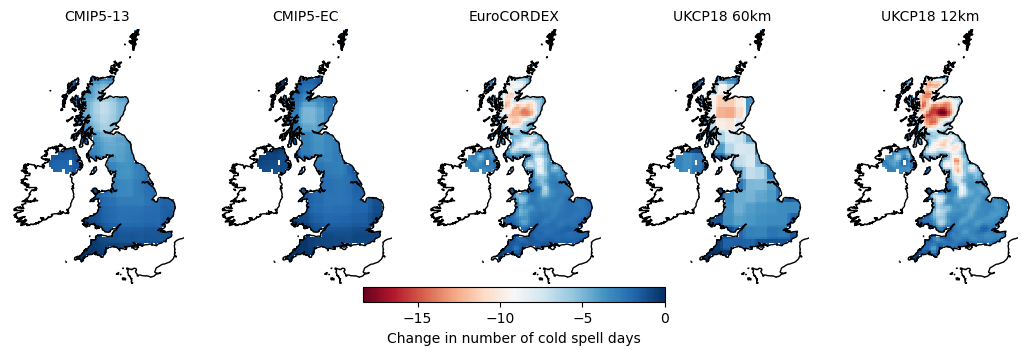 CMIP5-13 CMIP5-EC EuroCORDEX UKCP18 60km UKCP18 12km
−15 −10 −5 0
Change in number of cold spell days